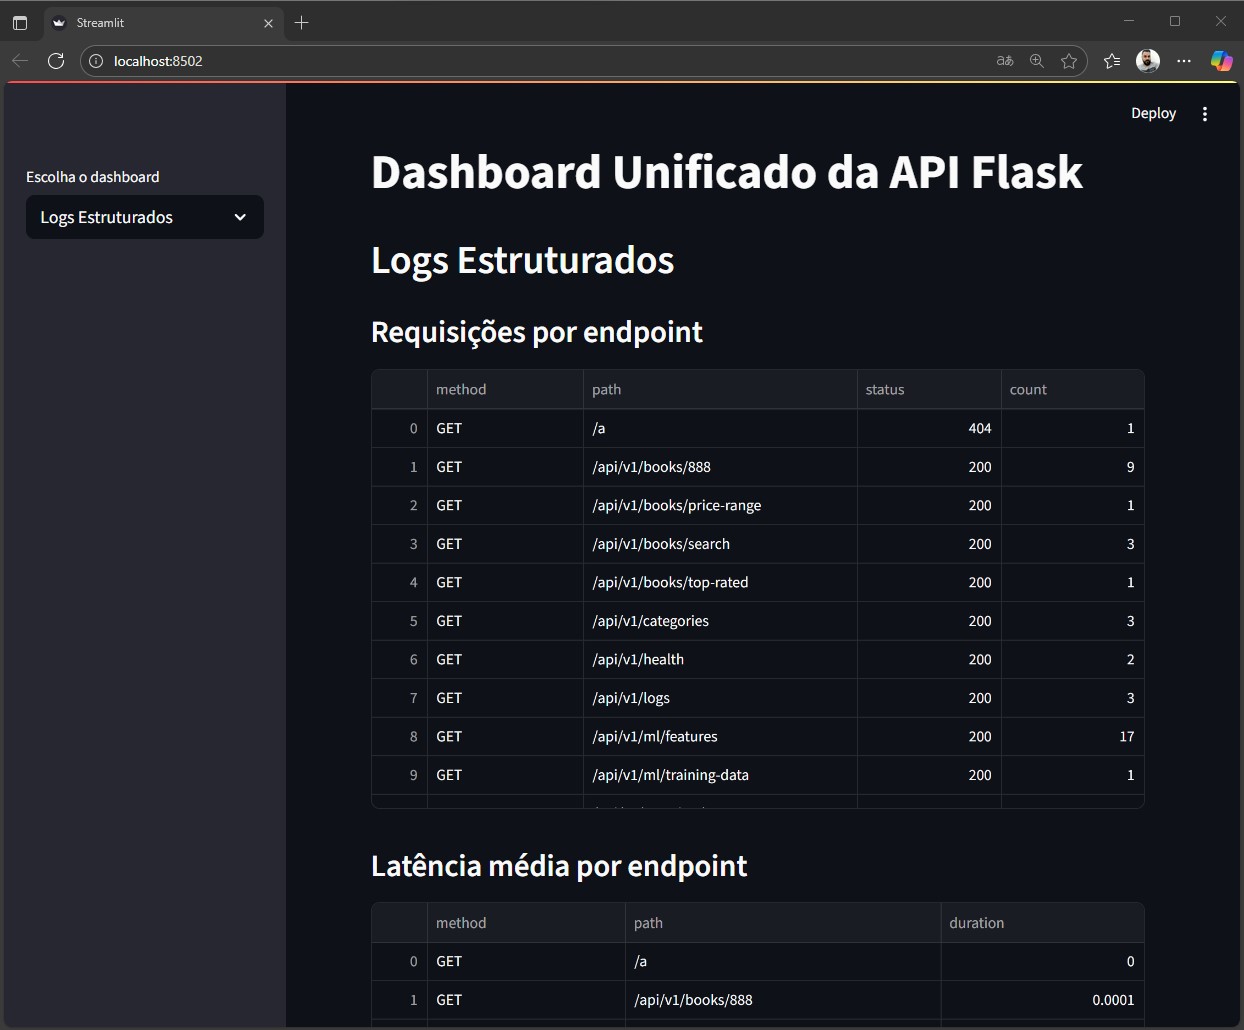 Streamlit
localhost:8502
aあ
Deploy
Escolha o dashboard
Logs Estruturados
Dashboard Unificado da API Flask
Logs Estruturados
Requisições por endpoint
method path status count
0 GET /a 404 1
1 GET /api/v1/books/888 200 9
2 GET /api/v1/books/price-range 200 1
3 GET /api/v1/books/search 200 3
4 GET /api/v1/books/top-rated 200 1
5 GET /api/v1/categories 200 3
6 GET /api/v1/health 200 2
7 GET /api/v1/logs 200 3
8 GET /api/v1/ml/features 200 17
9 GET /api/v1/ml/training-data 200 1
Latência média por endpoint
method path duration
0 GET /a 0
1 GET /api/v1/books/888 0.0001